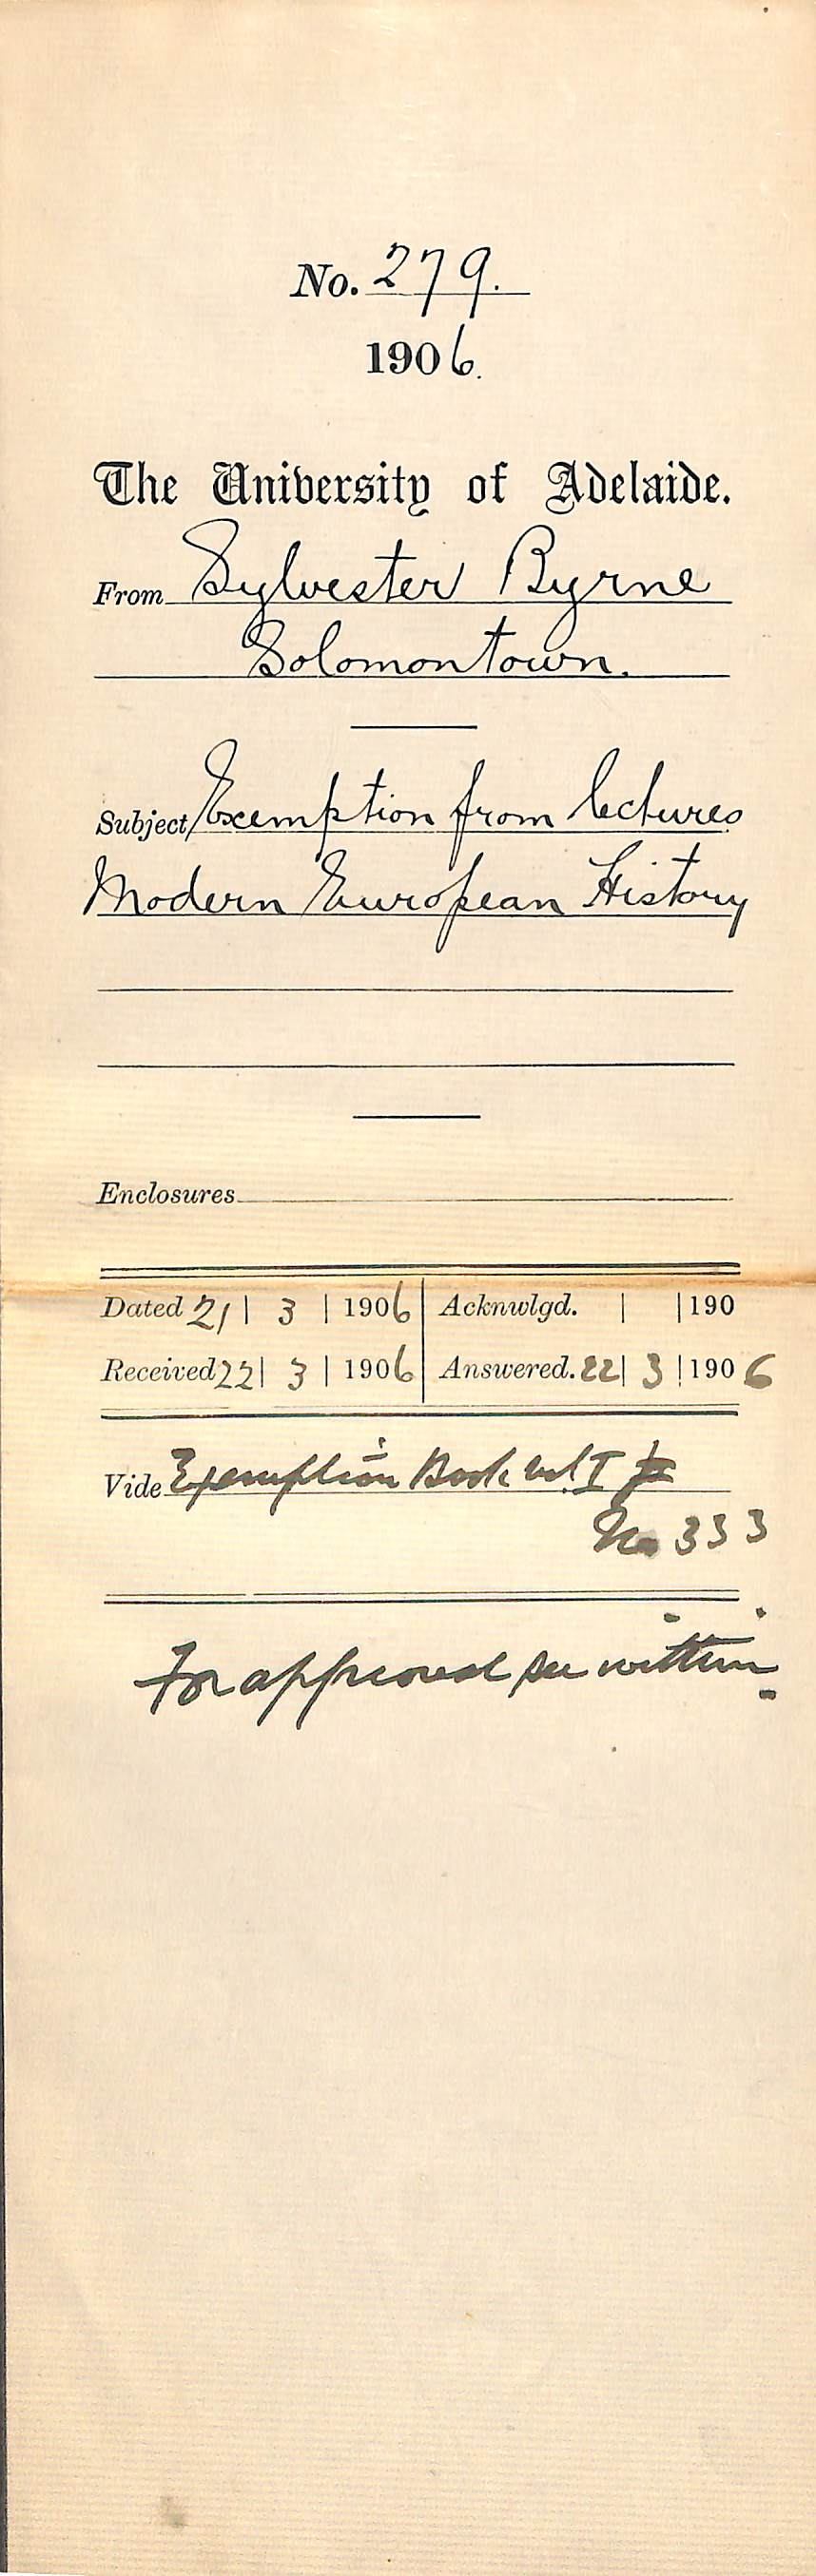 No. 279.
1906.
The University of Adelaide.
From Sylvester Byrne
Solomontown.
Subject Exemption from lectures
Modern European History
Enclosures
Dated 21 | 3 | 1906 | Acknwlgd. | | 190
Received 22 | 3 | 1906 | Answered. 22 | 3 | 1906
Vide Exemption Book vol. I
No 333
For approval see within